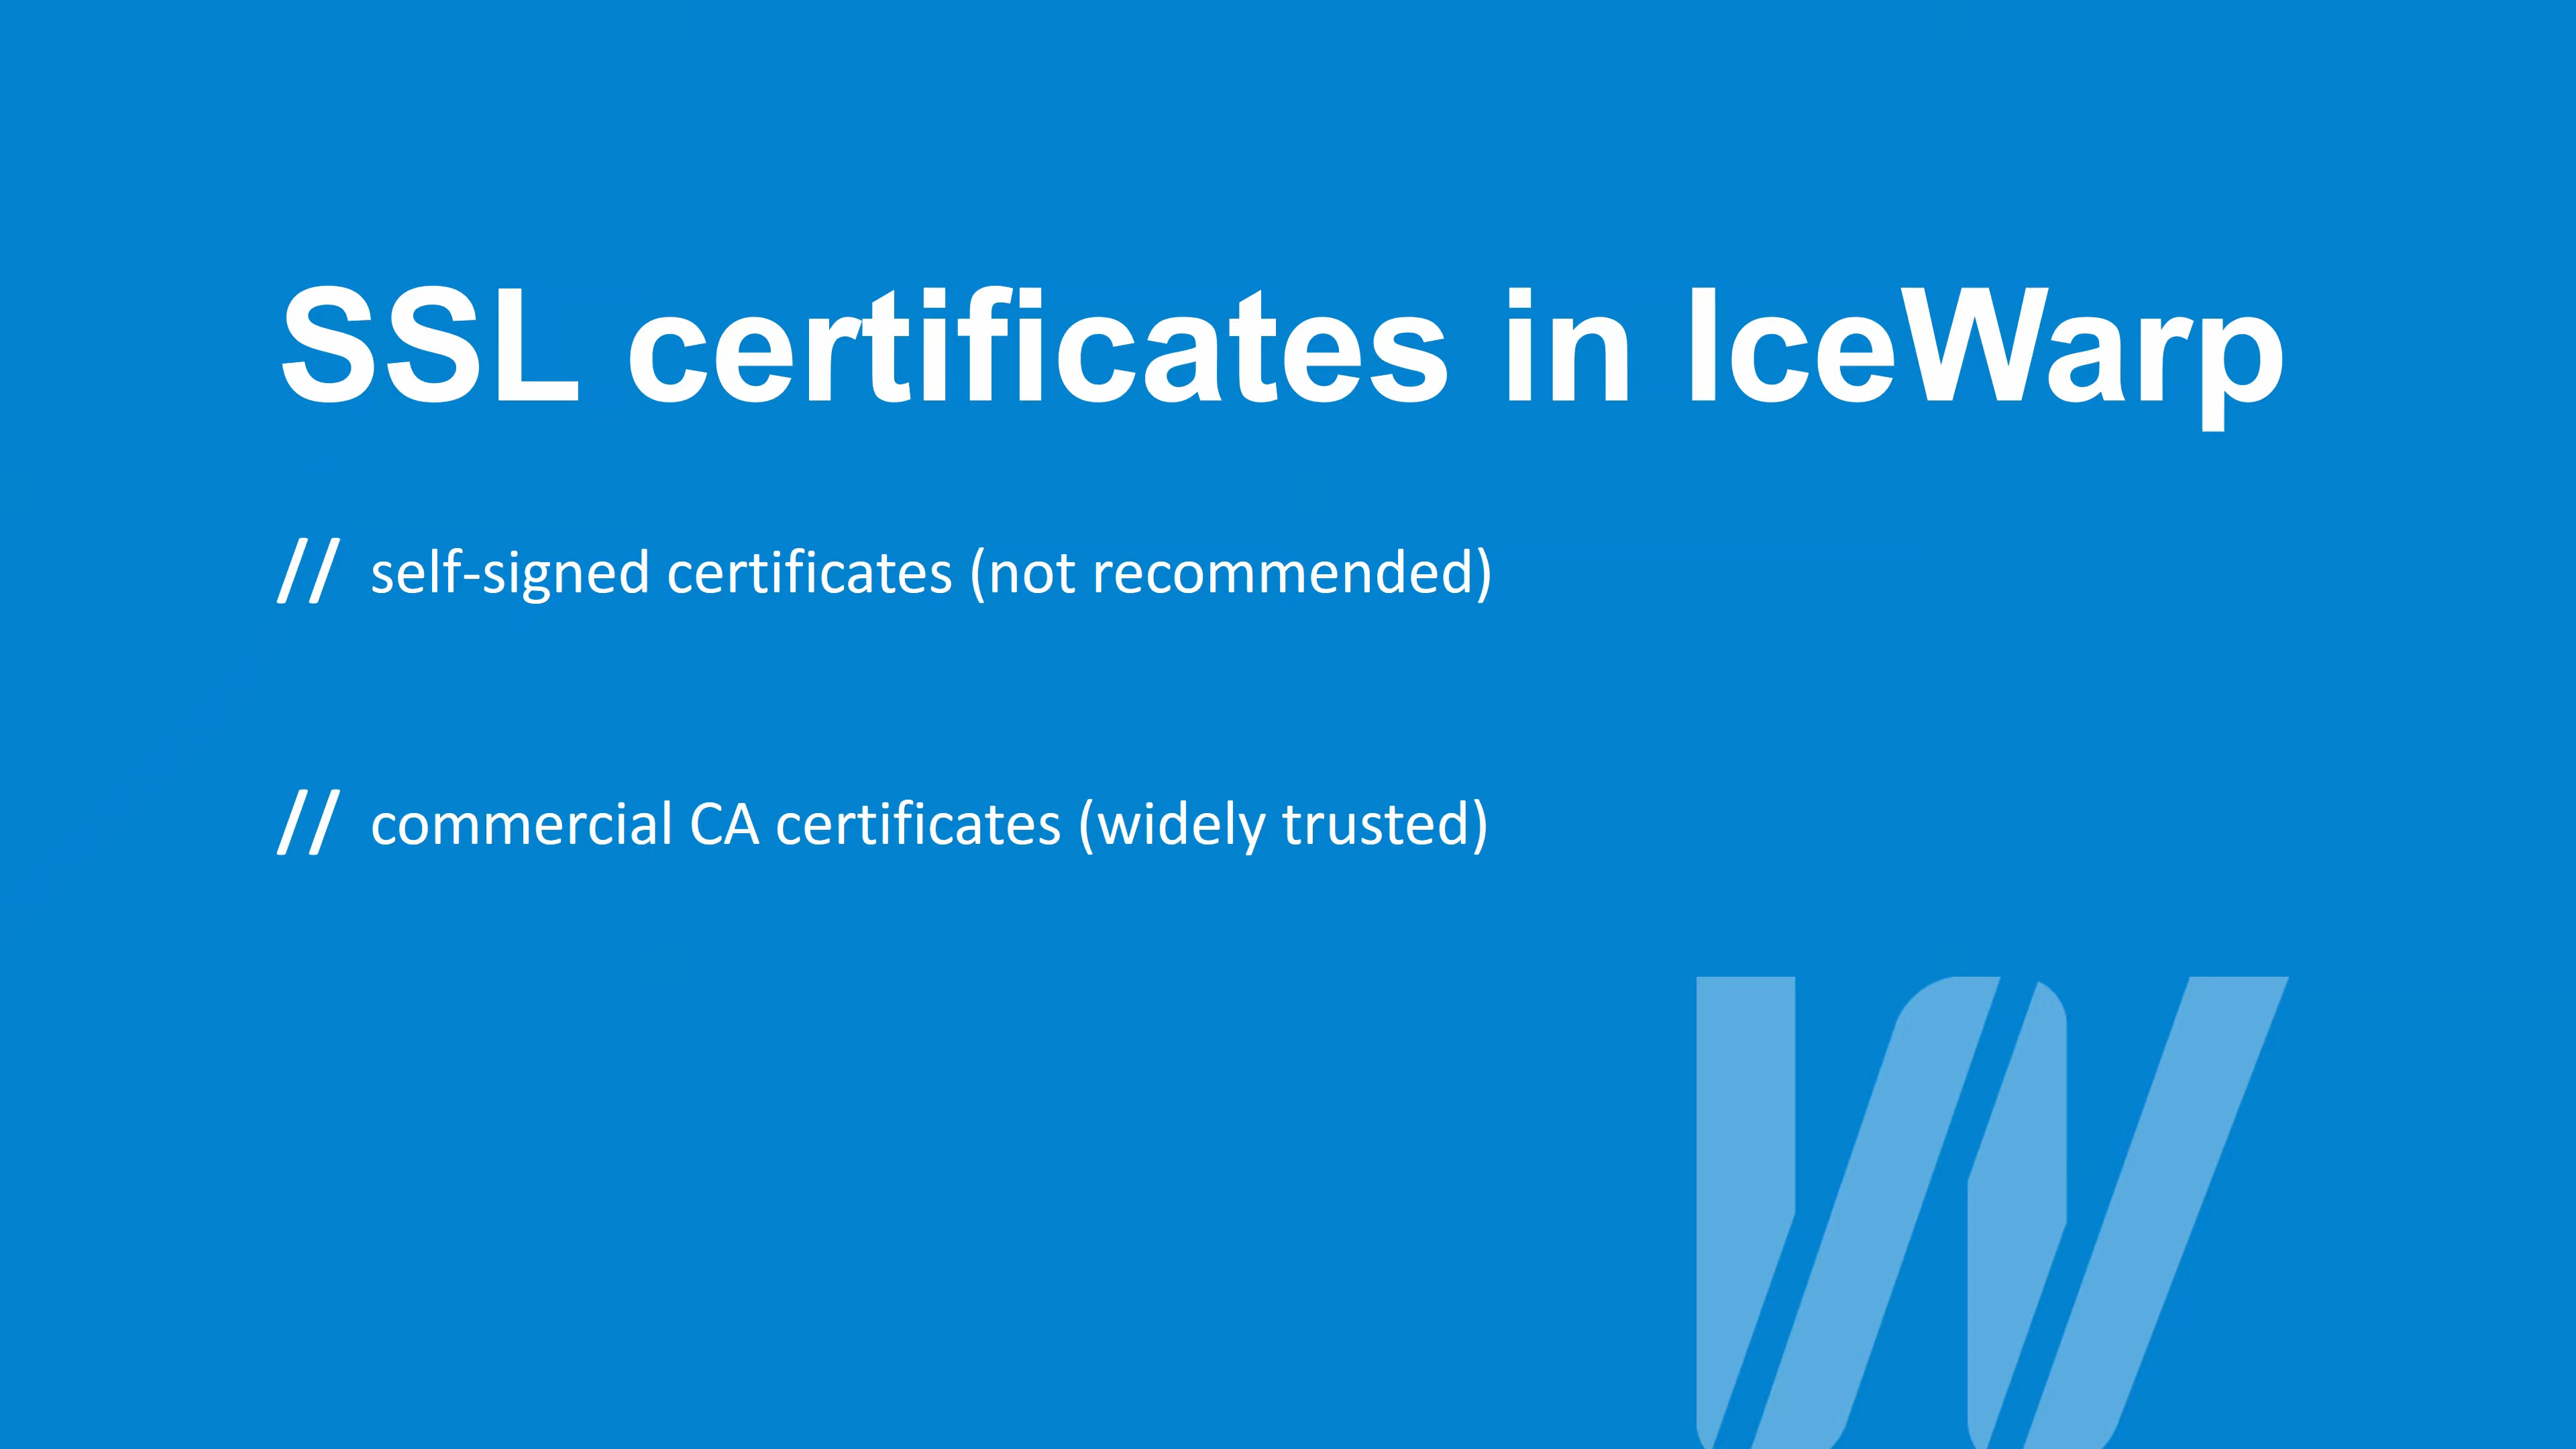 SSL certificates in IceWarp
// self-signed certificates (not recommended)
// commercial CA certificates (widely trusted)